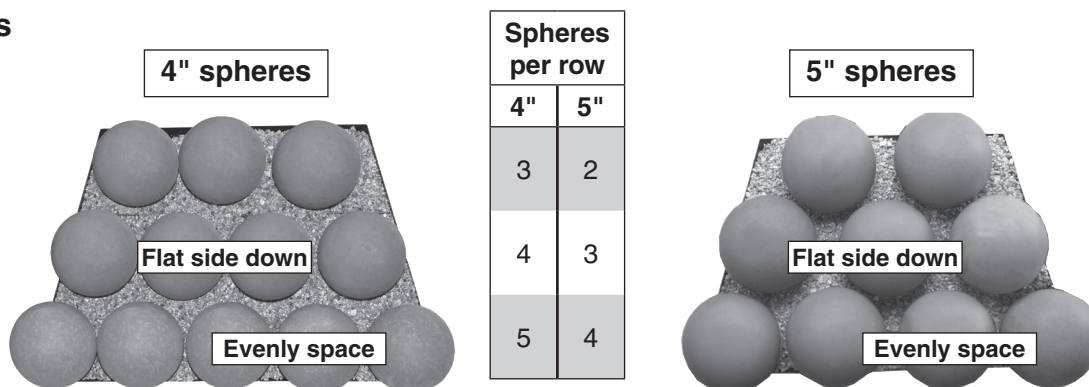 s
4" spheres
Flat side down
Evenly space
Spheres
per row
4" 5"
3 2
4 3
5 4
5" spheres
Flat side down
Evenly space